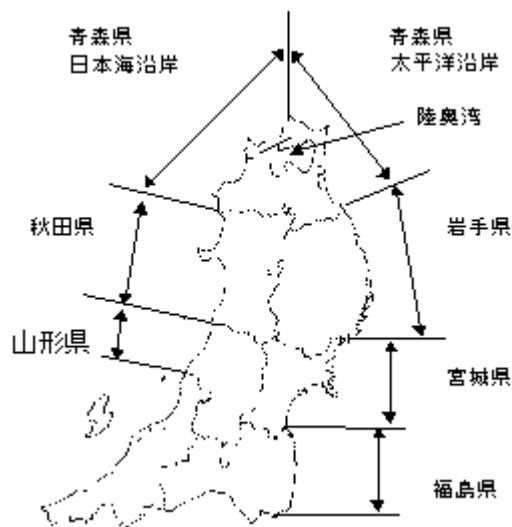 青森県
日本海沿岸
青森県
太平洋沿岸
陸奥湾
秋田県
岩手県
山形県
宮城県
福島県